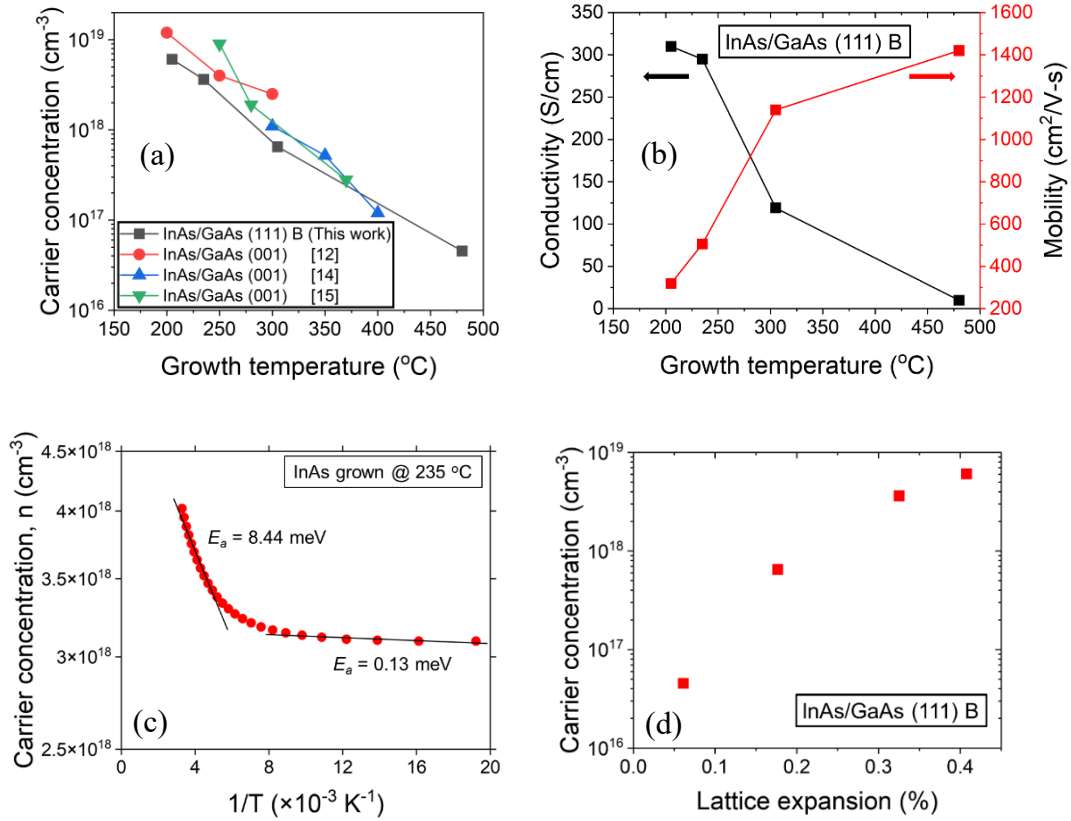 Carrier concentration (cm-3)
10^19
10^18
10^17
10^16
(a)
InAs/GaAs (111) B (This work)
InAs/GaAs (001) [12]
InAs/GaAs (001) [14]
InAs/GaAs (001) [15]
150 200 250 300 350 400 450 500
Growth temperature (oC)
Conductivity (S/cm)
350
300
250
200
150
100
50
0
InAs/GaAs (111) B
(b)
1600
1400
1200
1000
800
600
400
200
Mobility (cm2/V-s)
150 200 250 300 350 400 450 500
Growth temperature (oC)
Carrier concentration, n (cm-3)
4.5×10^18
4×10^18
3.5×10^18
3×10^18
2.5×10^18
InAs grown @ 235 oC
Ea = 8.44 meV
Ea = 0.13 meV
(c)
0 4 8 12 16 20
1/T (×10-3 K-1)
Carrier concentration (cm-3)
10^19
10^18
10^17
10^16
(d)
InAs/GaAs (111) B
0.0 0.1 0.2 0.3 0.4
Lattice expansion (%)